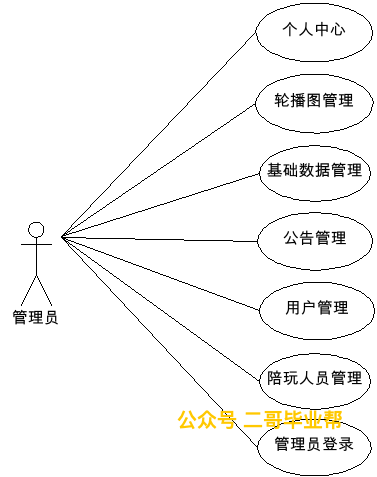 个人中心
轮播图管理
基础数据管理
公告管理
用户管理
管理员
陪玩人员管理
公众号 二哥毕业帮
管理员登录